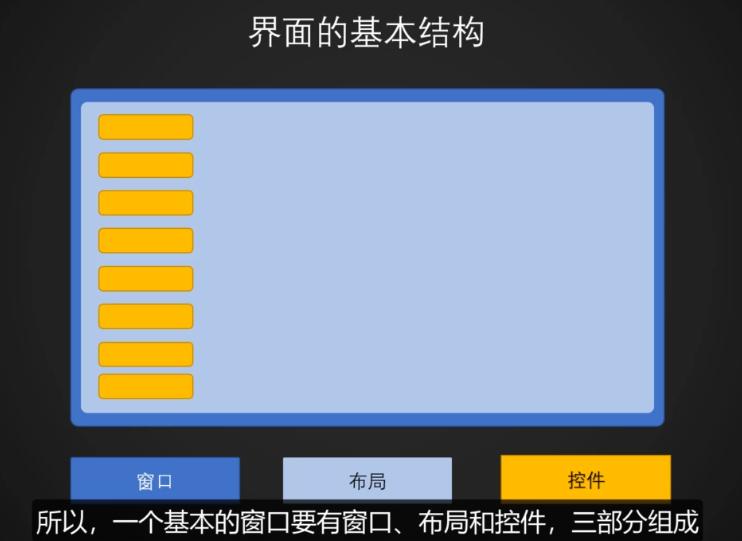 界面的基本结构
窗口
布局
控件
所以，一个基本的窗口要有窗口、布局和控件，三部分组成